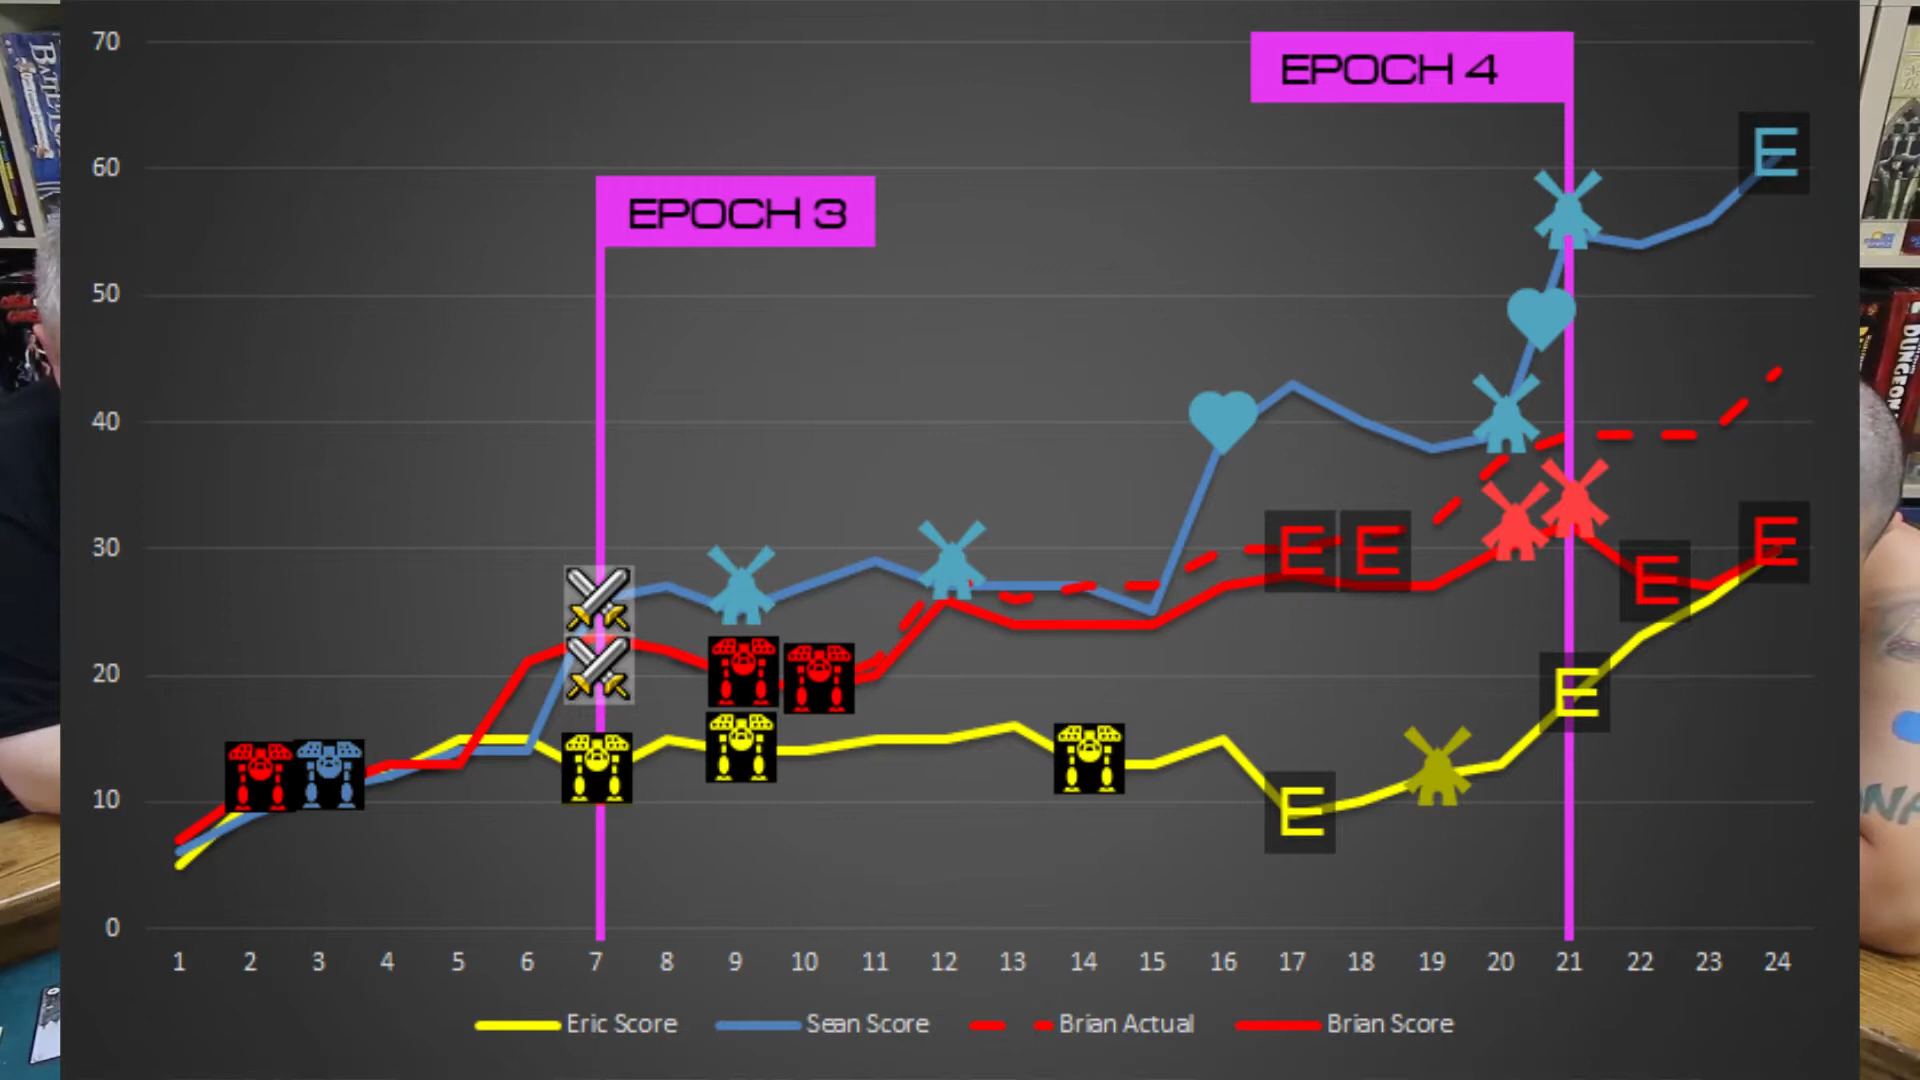 70
EPOCH 4
60
E
EPOCH 3
50
40
30
E E
E
E
20
E
10
E
0
1 2 3 4 5 6 7 8 9 10 11 12 13 14 15 16 17 18 19 20 21 22 23 24
Eric Score Sean Score Brian Actual Brian Score
DUNGEON